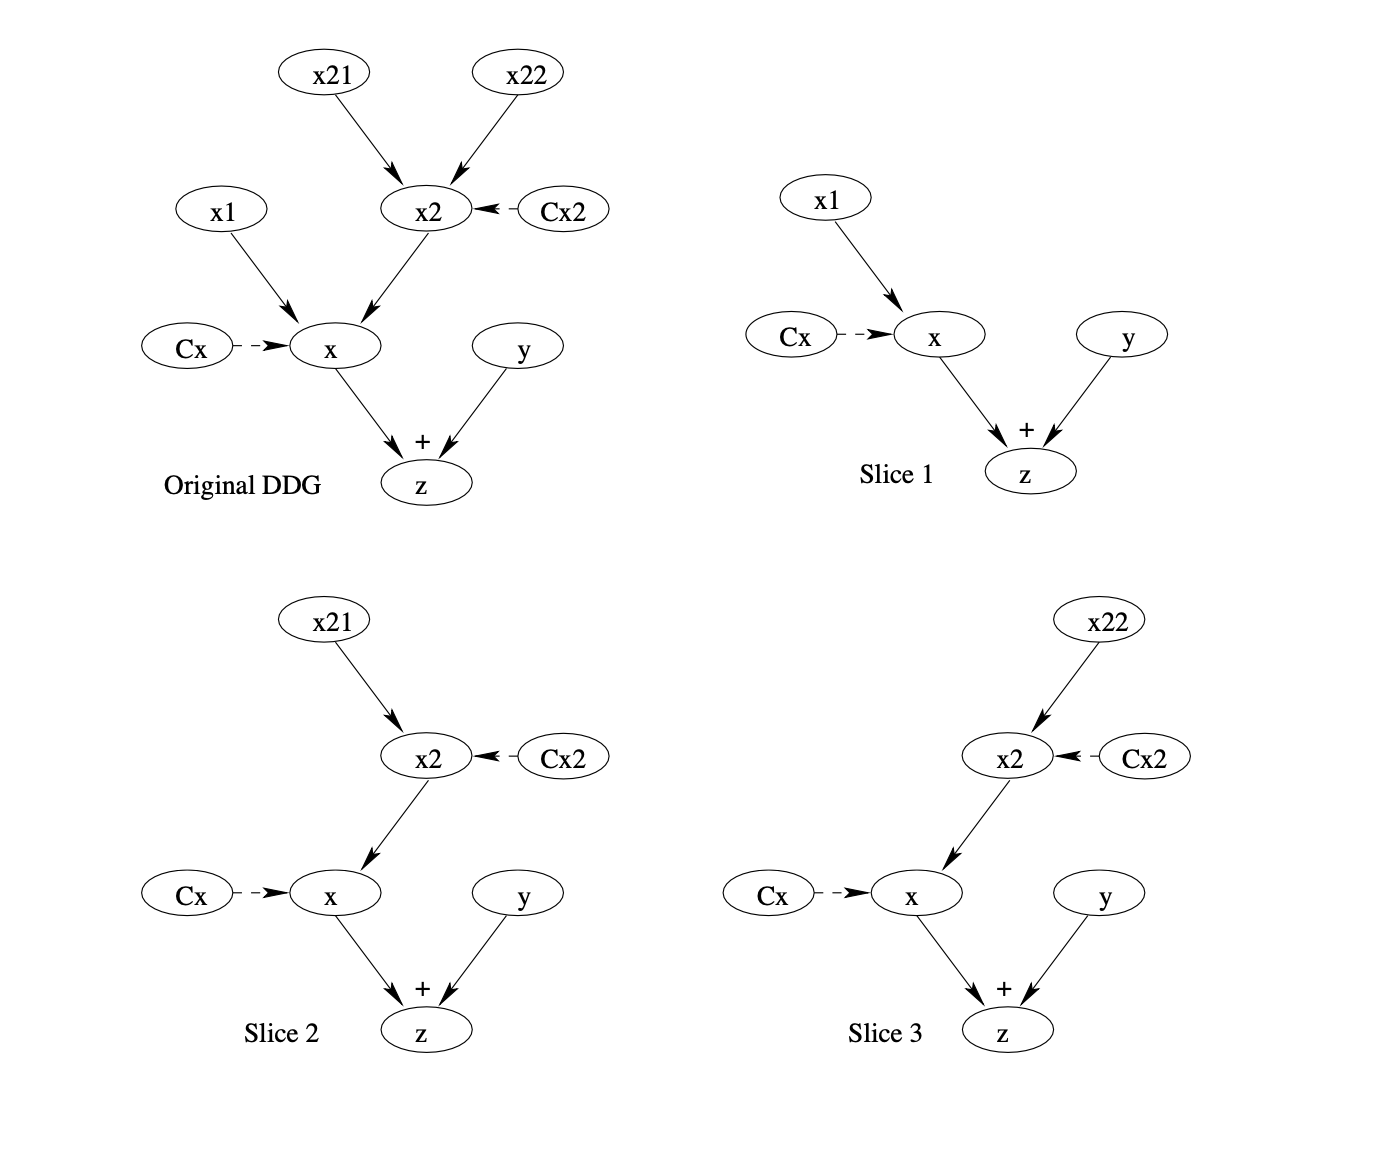 x21 x22
x1 x2 Cx2
Cx x y
+
Original DDG z
x1
Cx x y
+
Slice 1 z
x21
x2 Cx2
Cx x y
+
Slice 2 z
x22
x2 Cx2
Cx x y
+
Slice 3 z